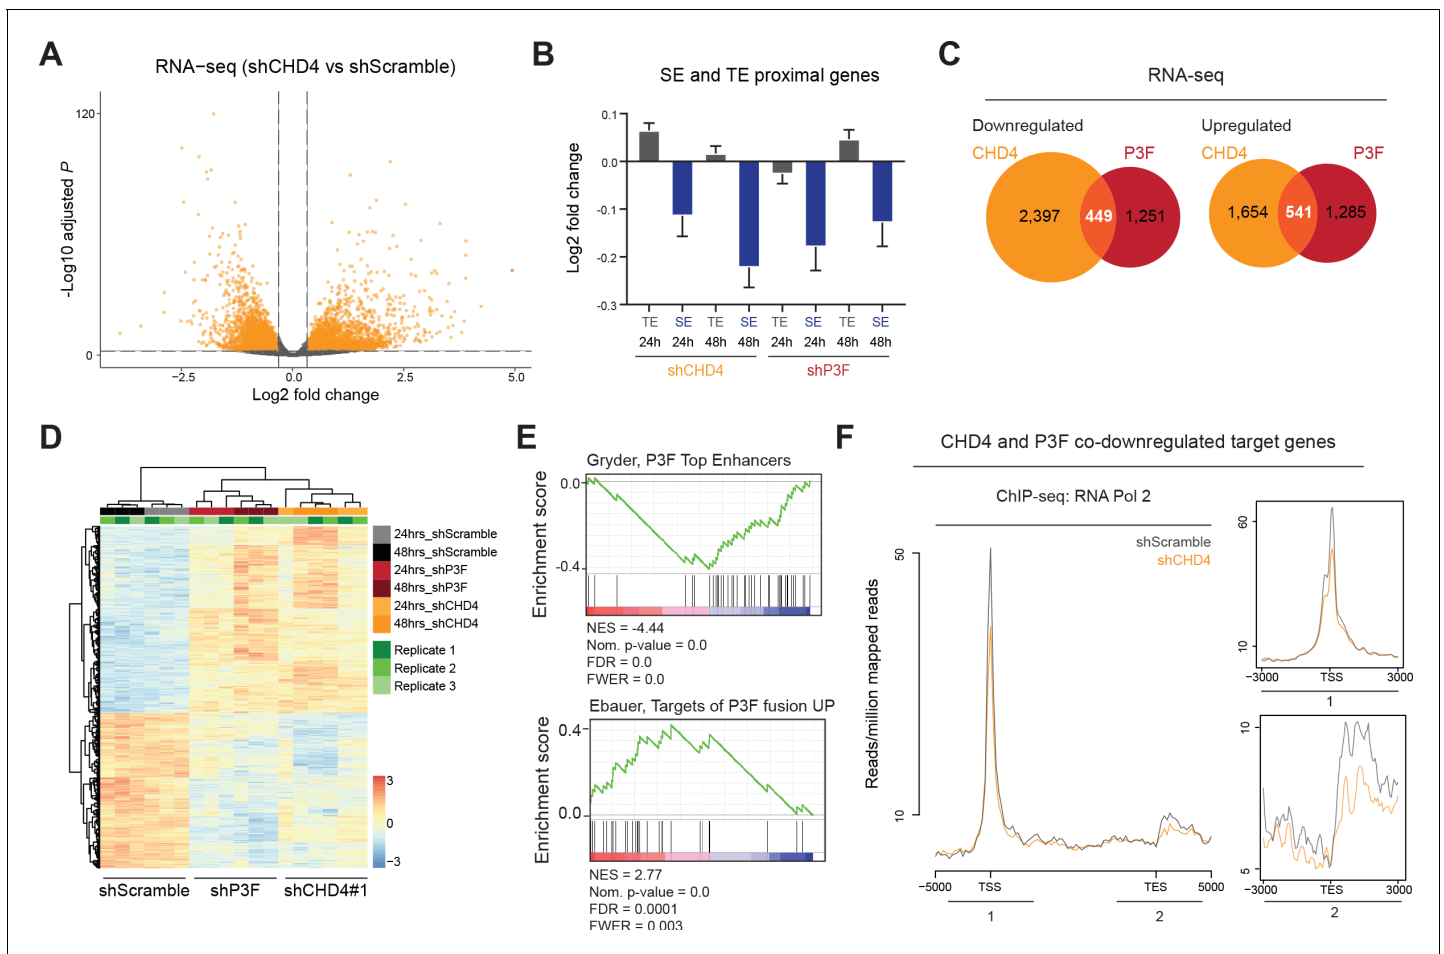 A
RNA−seq (shCHD4 vs shScramble)
-Log10 adjusted P
120
0
−2.5
0.0
2.5
5.0
Log2 fold change
B
SE and TE proximal genes
Log2 fold change
0.1
0.0
-0.1
-0.2
-0.3
TE SE TE SE TE SE TE SE
24h 24h 48h 48h 24h 24h 48h 48h
shCHD4 shP3F
C
RNA-seq
Downregulated
CHD4 P3F
2,397 449 1,251
Upregulated
CHD4 P3F
1,654 541 1,285
D
24hrs_shScramble
48hrs_shScramble
24hrs_shP3F
48hrs_shP3F
24hrs_shCHD4
48hrs_shCHD4
Replicate 1
Replicate 2
Replicate 3
3
0
−3
shScramble shP3F shCHD4#1
E
Gryder, P3F Top Enhancers
Enrichment score
0.0
-0.4
NES = -4.44
Nom. p-value = 0.0
FDR = 0.0
FWER = 0.0
Ebauer, Targets of P3F fusion UP
Enrichment score
0.4
0.0
NES = 2.77
Nom. p-value = 0.0
FDR = 0.0001
FWER = 0.003
F
CHD4 and P3F co-downregulated target genes
ChIP-seq: RNA Pol 2
shScramble
shCHD4
Reads/million mapped reads
50
10
−5000 TSS TES 5000
1 2
60
10
−3000 TSS 3000
1
10
5
−3000 TES 3000
2